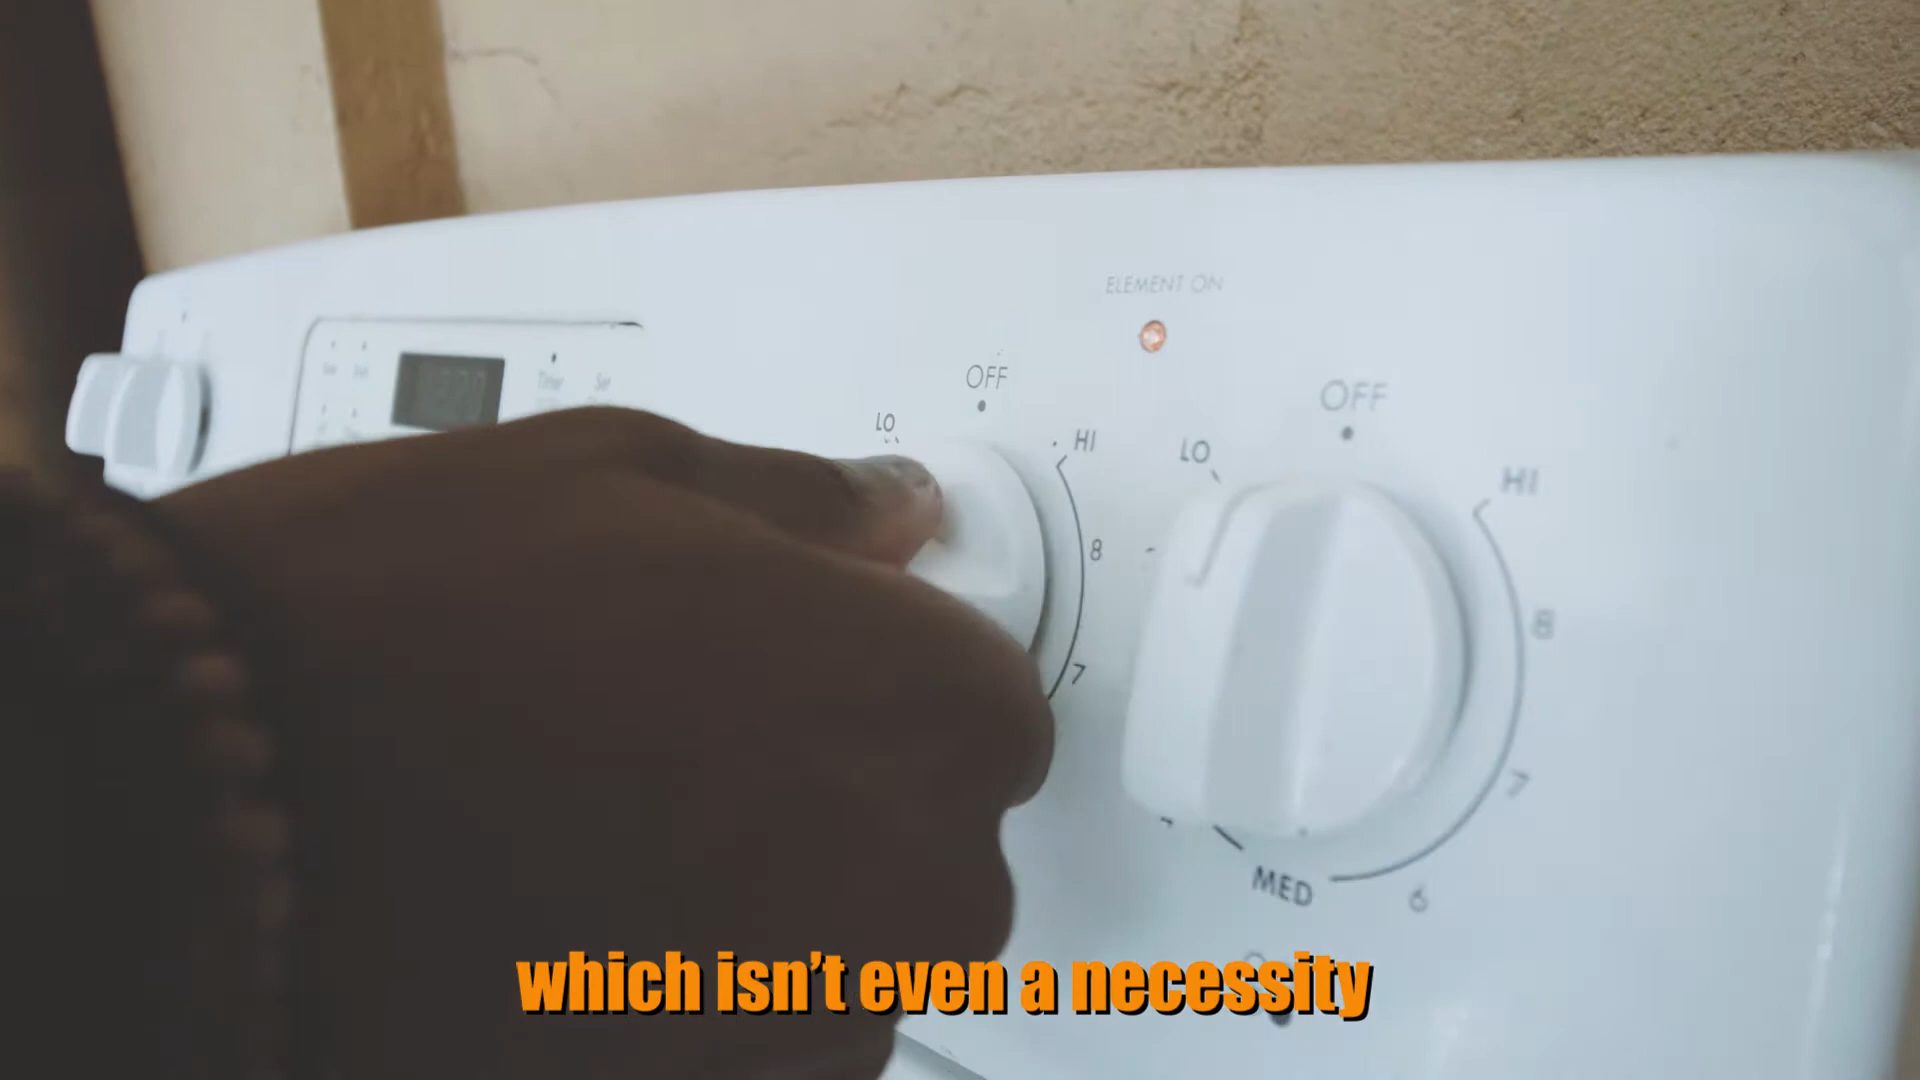 ELEMENT ON
OFF
OFF
LO
HI
LO
HI
8
8
7
7
MED
6
which isn't even a necessity